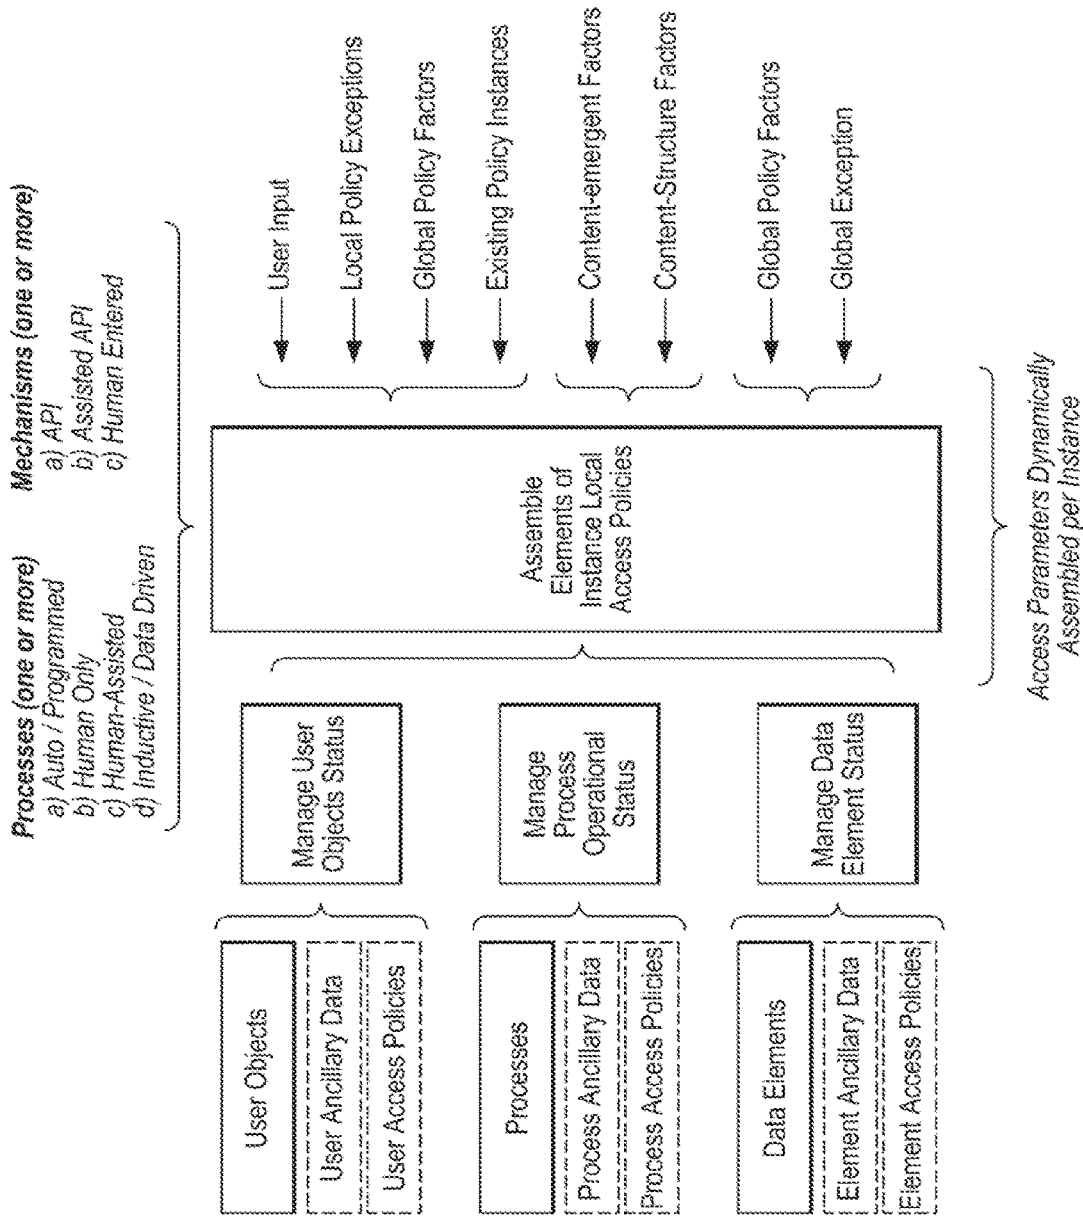 Processes (one or more)
a) Auto / Programmed
b) Human Only
c) Human-Assisted
d) Inductive / Data Driven
Mechanisms (one or more)
a) API
b) Assisted API
c) Human Entered
User Objects
User Ancillary Data
User Access Policies
Processes
Process Ancillary Data
Process Access Policies
Data Elements
Element Ancillary Data
Element Access Policies
Manage User
Objects Status
Manage
Process
Operational
Status
Manage Data
Element Status
Assemble
Elements of
Instance Local
Access Policies
User Input
Local Policy Exceptions
Global Policy Factors
Existing Policy Instances
Content-emergent Factors
Content-Structure Factors
Global Policy Factors
Global Exception
Access Parameters Dynamically
Assembled per Instance